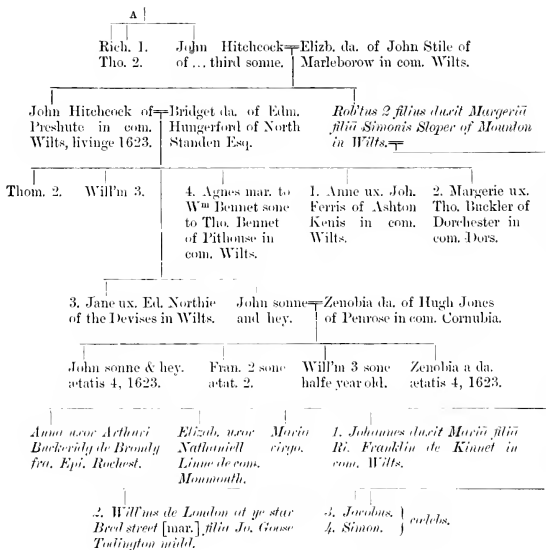 A
Rich. 1.
Tho. 2.
John Hitchcock
of ... third sonne.
Elizb. da. of John Stile of
Marleborow in com. Wilts.
John Hitchcock of
Preshute in com.
Wilts, livinge 1623.
Bridget da. of Edm.
Hungerford of North
Standen Esq.
Rob'tus 2 filius duxit Margeriā
filiā Simonis Sloper of Mounton
in Wilts.
Thom. 2.
Will'm 3.
4. Agnes mar. to
Wm Bennet sone
to Tho. Bennet
of Pithouse in
com. Wilts.
1. Anne ux. Joh.
Ferris of Ashton
Kenis in com.
Wilts.
2. Margerie ux.
Tho. Buckler of
Dorchester in
com. Dors.
3. Jane ux. Ed. Northie
of the Devises in Wilts.
John sonne
and hey.
Zenobia da. of Hugh Jones
of Penrose in com. Cornubia.
John sonne & hey.
ætatis 4, 1623.
Fran. 2 sone
ætat. 2.
Will'm 3 sone
halfe year old.
Zenobia a da.
ætatis 4, 1623.
Anna uxor Arthuri
Buckeridg de Bromly
fra. Epi. Rochest.
Elizab. uxor
Nathaniell
Linne de com.
Monmouth.
Maria
virgo.
1. Johannes duxit Mariā filiā
Ri. Franklin de Kinnet in
com. Wilts.
2. Will'ms de London at ye star
Bred street [mar.] filia Jo. Goose
Todington midd.
3. Jacobus.
4. Simon.
cœlebs.